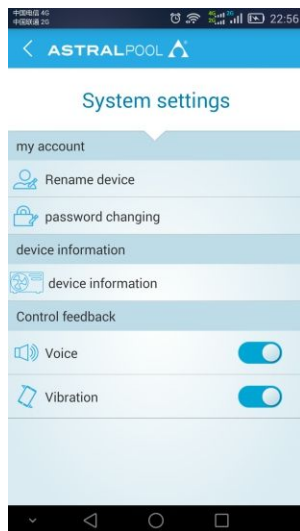 中国电信 4G
中国联通 2G
22:56
ASTRALPOOL
System settings
my account
Rename device
password changing
device information
device information
Control feedback
Voice
Vibration